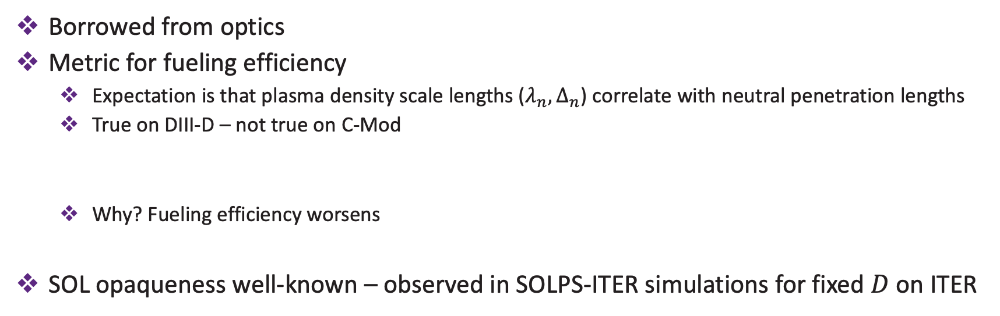 ❖ Borrowed from optics
❖ Metric for fueling efficiency
❖ Expectation is that plasma density scale lengths (λₙ, Δₙ) correlate with neutral penetration lengths
❖ True on DIII-D – not true on C-Mod
❖ Why? Fueling efficiency worsens
❖ SOL opaqueness well-known – observed in SOLPS-ITER simulations for fixed D on ITER